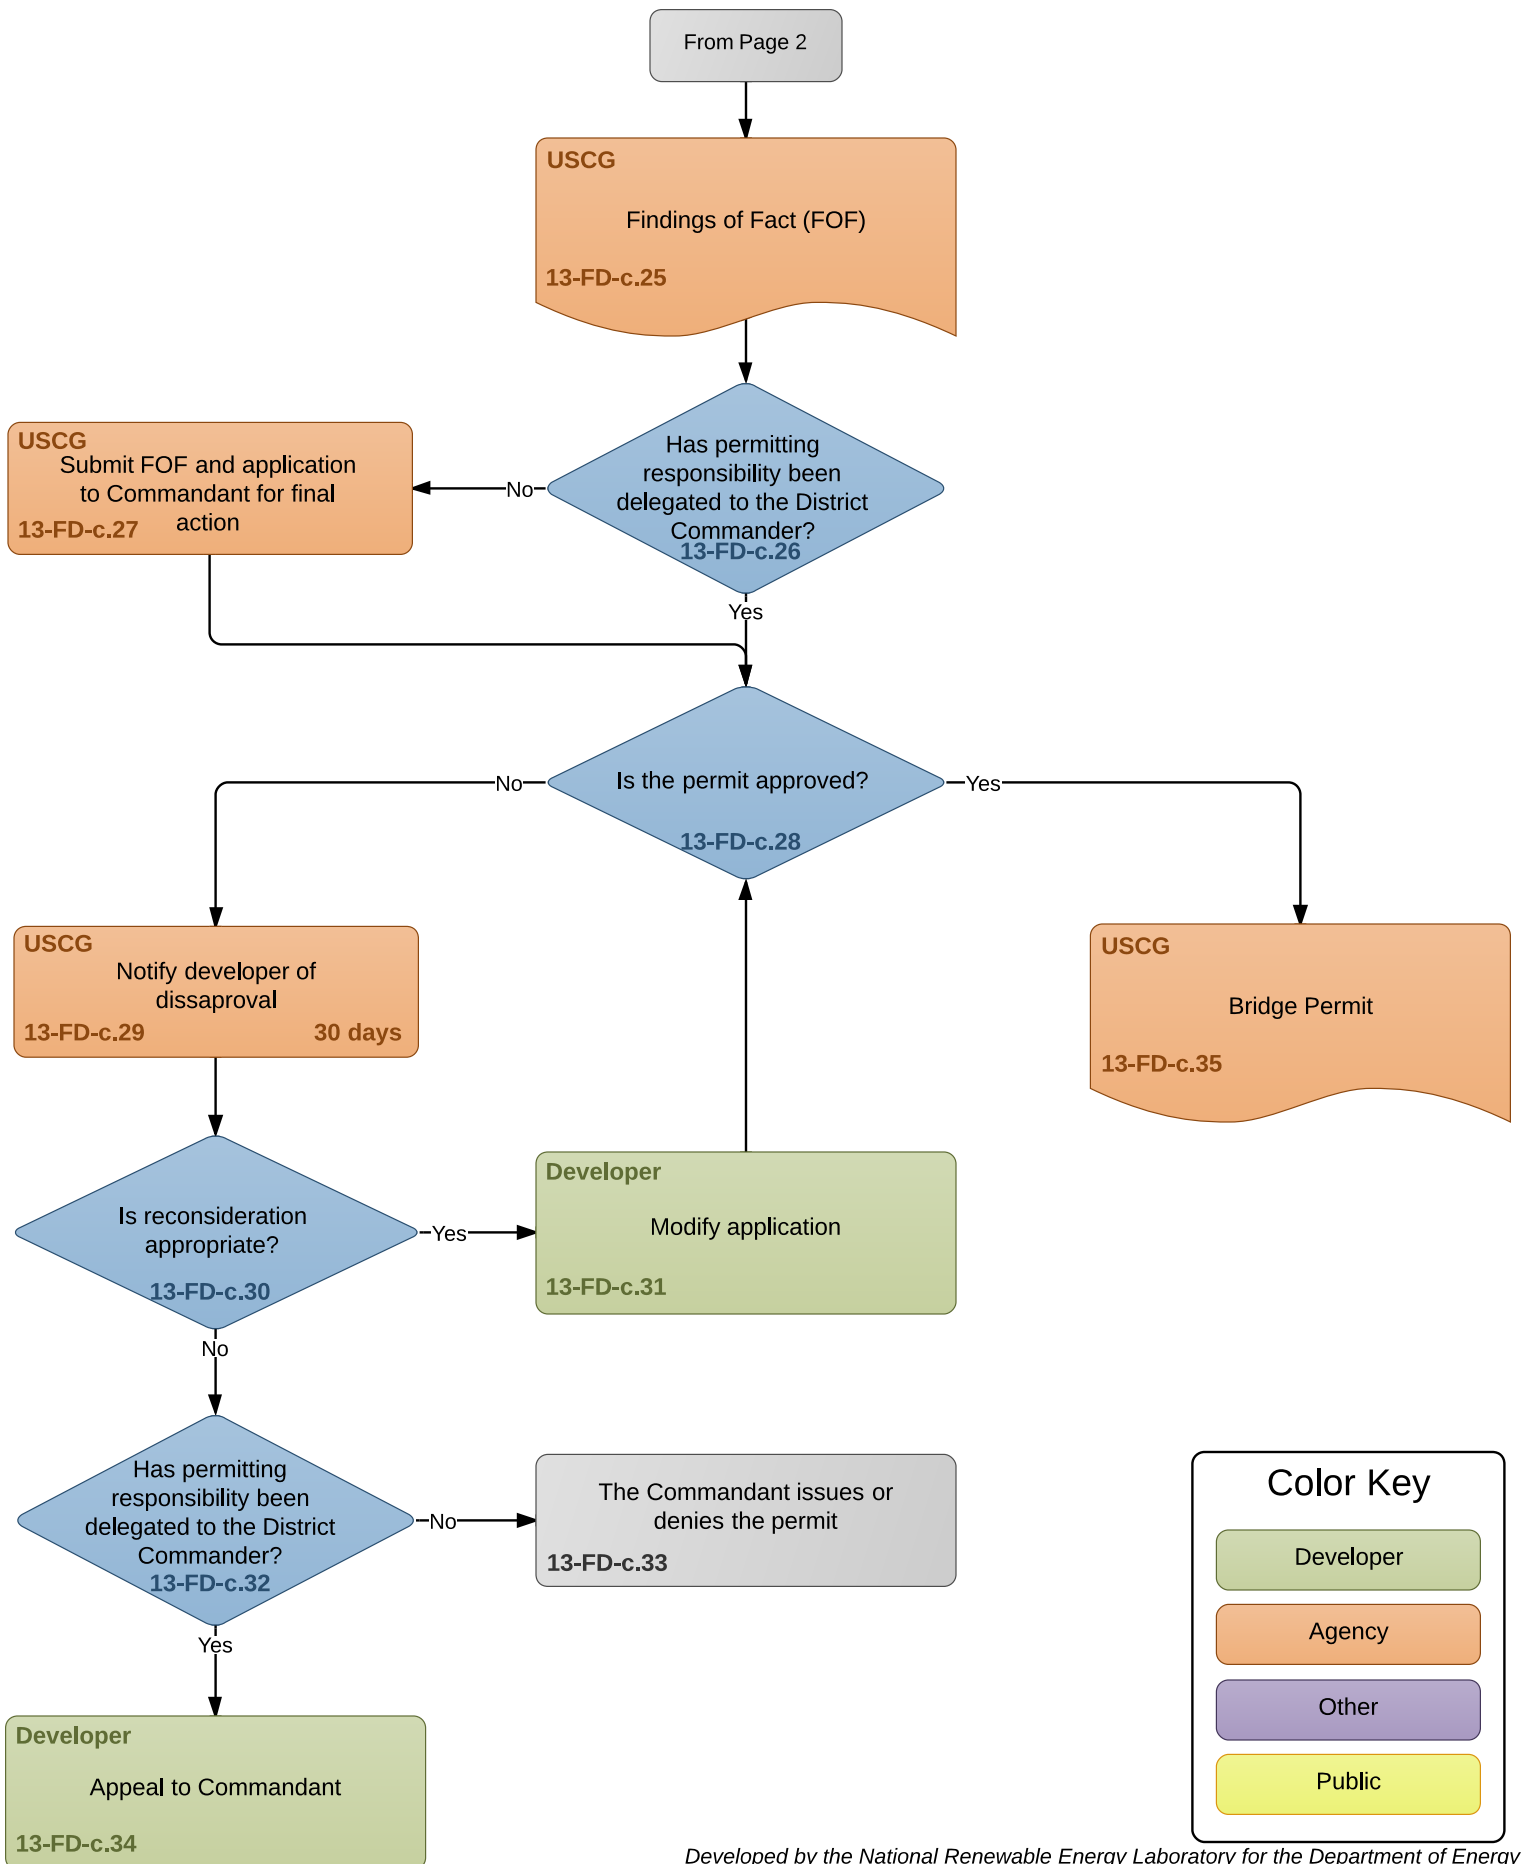 From Page 2
USCG
Findings of Fact (FOF)
13-FD-c.25
Has permitting
responsibility been
delegated to the District
Commander?
13-FD-c.26
No
USCG
Submit FOF and application
to Commandant for final
action
13-FD-c.27
Yes
Is the permit approved?
13-FD-c.28
No
Yes
USCG
Notify developer of
dissaproval
13-FD-c.29 30 days
USCG
Bridge Permit
13-FD-c.35
Is reconsideration
appropriate?
13-FD-c.30
Yes
Developer
Modify application
13-FD-c.31
No
Has permitting
responsibility been
delegated to the District
Commander?
13-FD-c.32
No
The Commandant issues or
denies the permit
13-FD-c.33
Yes
Developer
Appeal to Commandant
13-FD-c.34
Color Key
Developer
Agency
Other
Public
Developed by the National Renewable Energy Laboratory for the Department of Energy